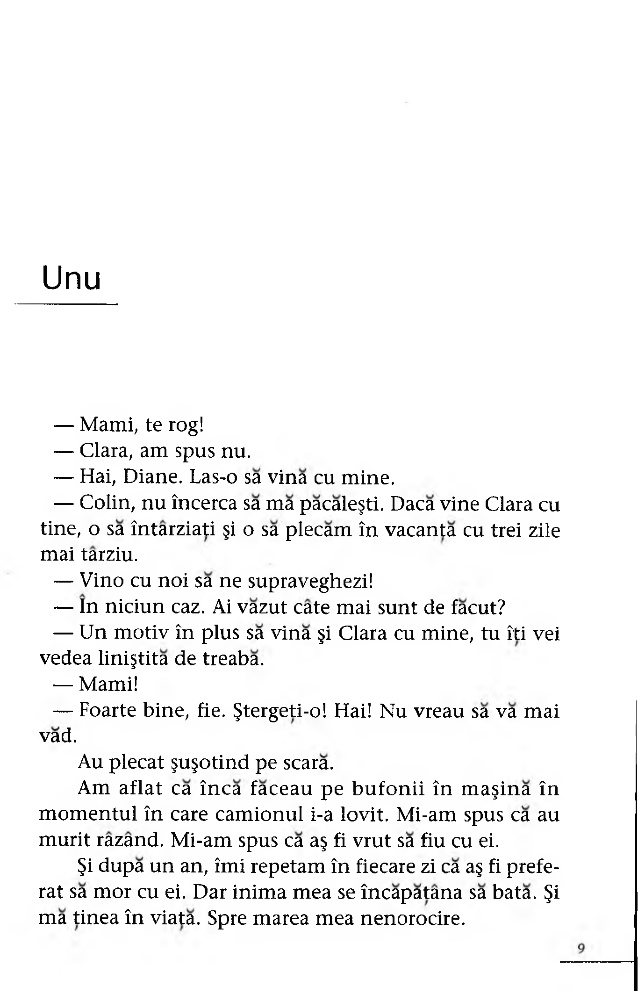 Unu
— Mami, te rog!
— Clara, am spus nu.
— Hai, Diane. Las-o să vină cu mine.
— Colin, nu încerca să mă păcăleşti. Dacă vine Clara cu
tine, o să întârziaţi şi o să plecăm în vacanţă cu trei zile
mai târziu.
— Vino cu noi să ne supraveghezi!
— În niciun caz. Ai văzut câte mai sunt de făcut?
— Un motiv în plus să vină şi Clara cu mine, tu îţi vei
vedea liniştită de treabă.
— Mami!
— Foarte bine, fie. Ştergeţi-o! Hai! Nu vreau să vă mai
văd.
Au plecat şuşotind pe scară.
Am aflat că încă făceau pe bufonii în maşină în
momentul în care camionul i-a lovit. Mi-am spus că au
murit râzând. Mi-am spus că aş fi vrut să fiu cu ei.
Şi după un an, îmi repetam în fiecare zi că aş fi prefe-
rat să mor cu ei. Dar inima mea se încăpăţâna să bată. Şi
mă ţinea în viaţă. Spre marea mea nenorocire.
9